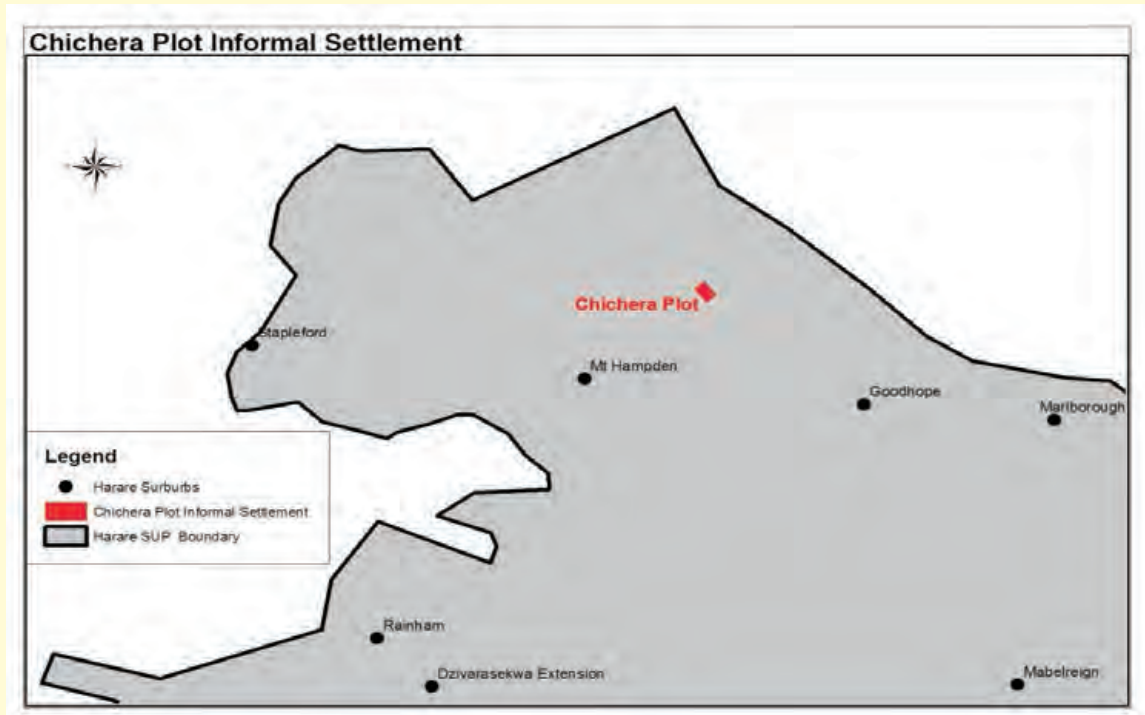 Chichera Plot Informal Settlement
Chichera Plot
Stapleford
Mt Hampden
Goodhope
Marlborough
Legend
Harare Surburbs
Chichera Plot Informal Settlement
Harare SUP Boundary
Rainham
Dzivarasekwa Extension
Mabelreign